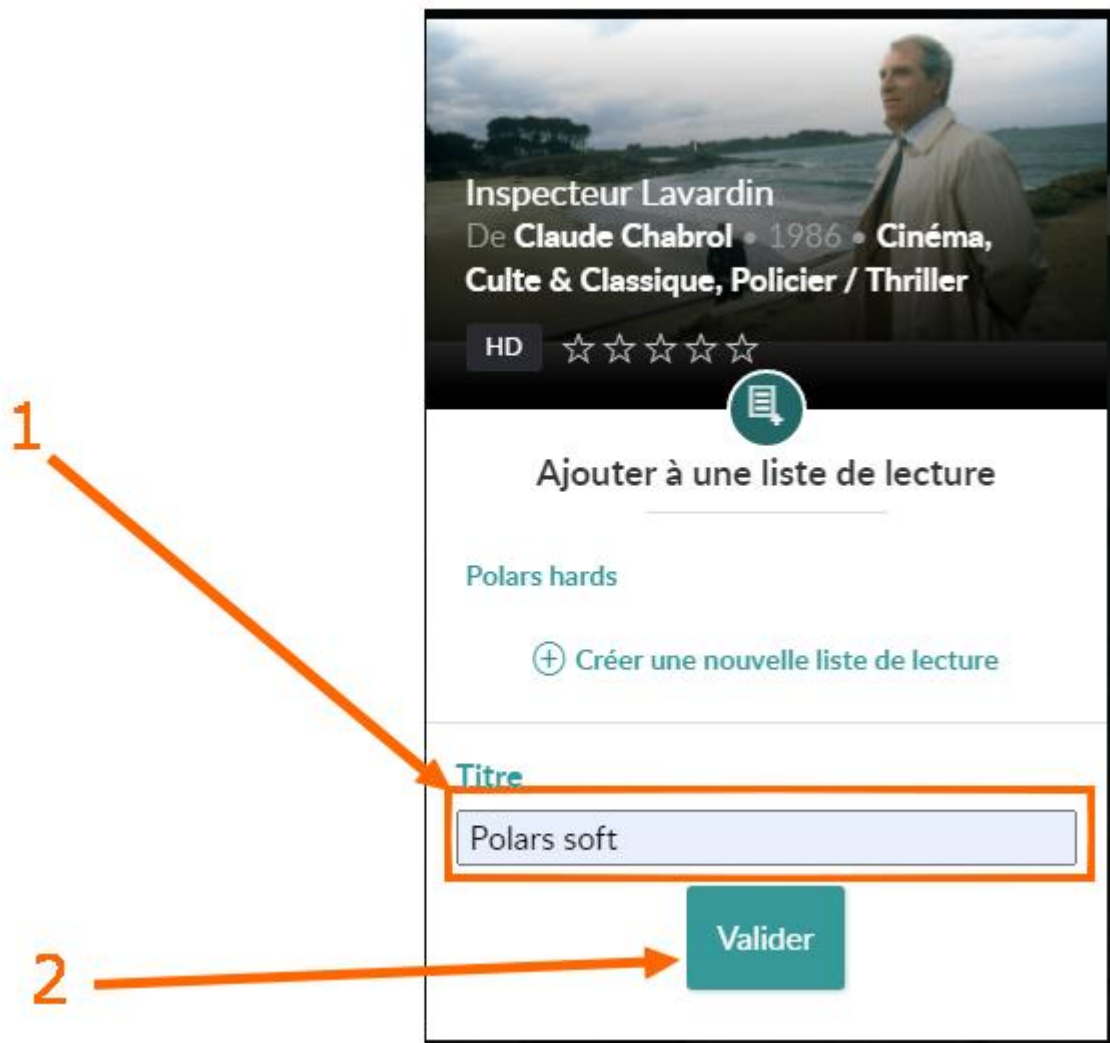 Inspecteur Lavardin
De Claude Chabrol • 1986 • Cinéma,
Culte & Classique, Policier / Thriller
HD
1
Ajouter à une liste de lecture
Polars hards
Créer une nouvelle liste de lecture
Titre
Polars soft
Valider
2